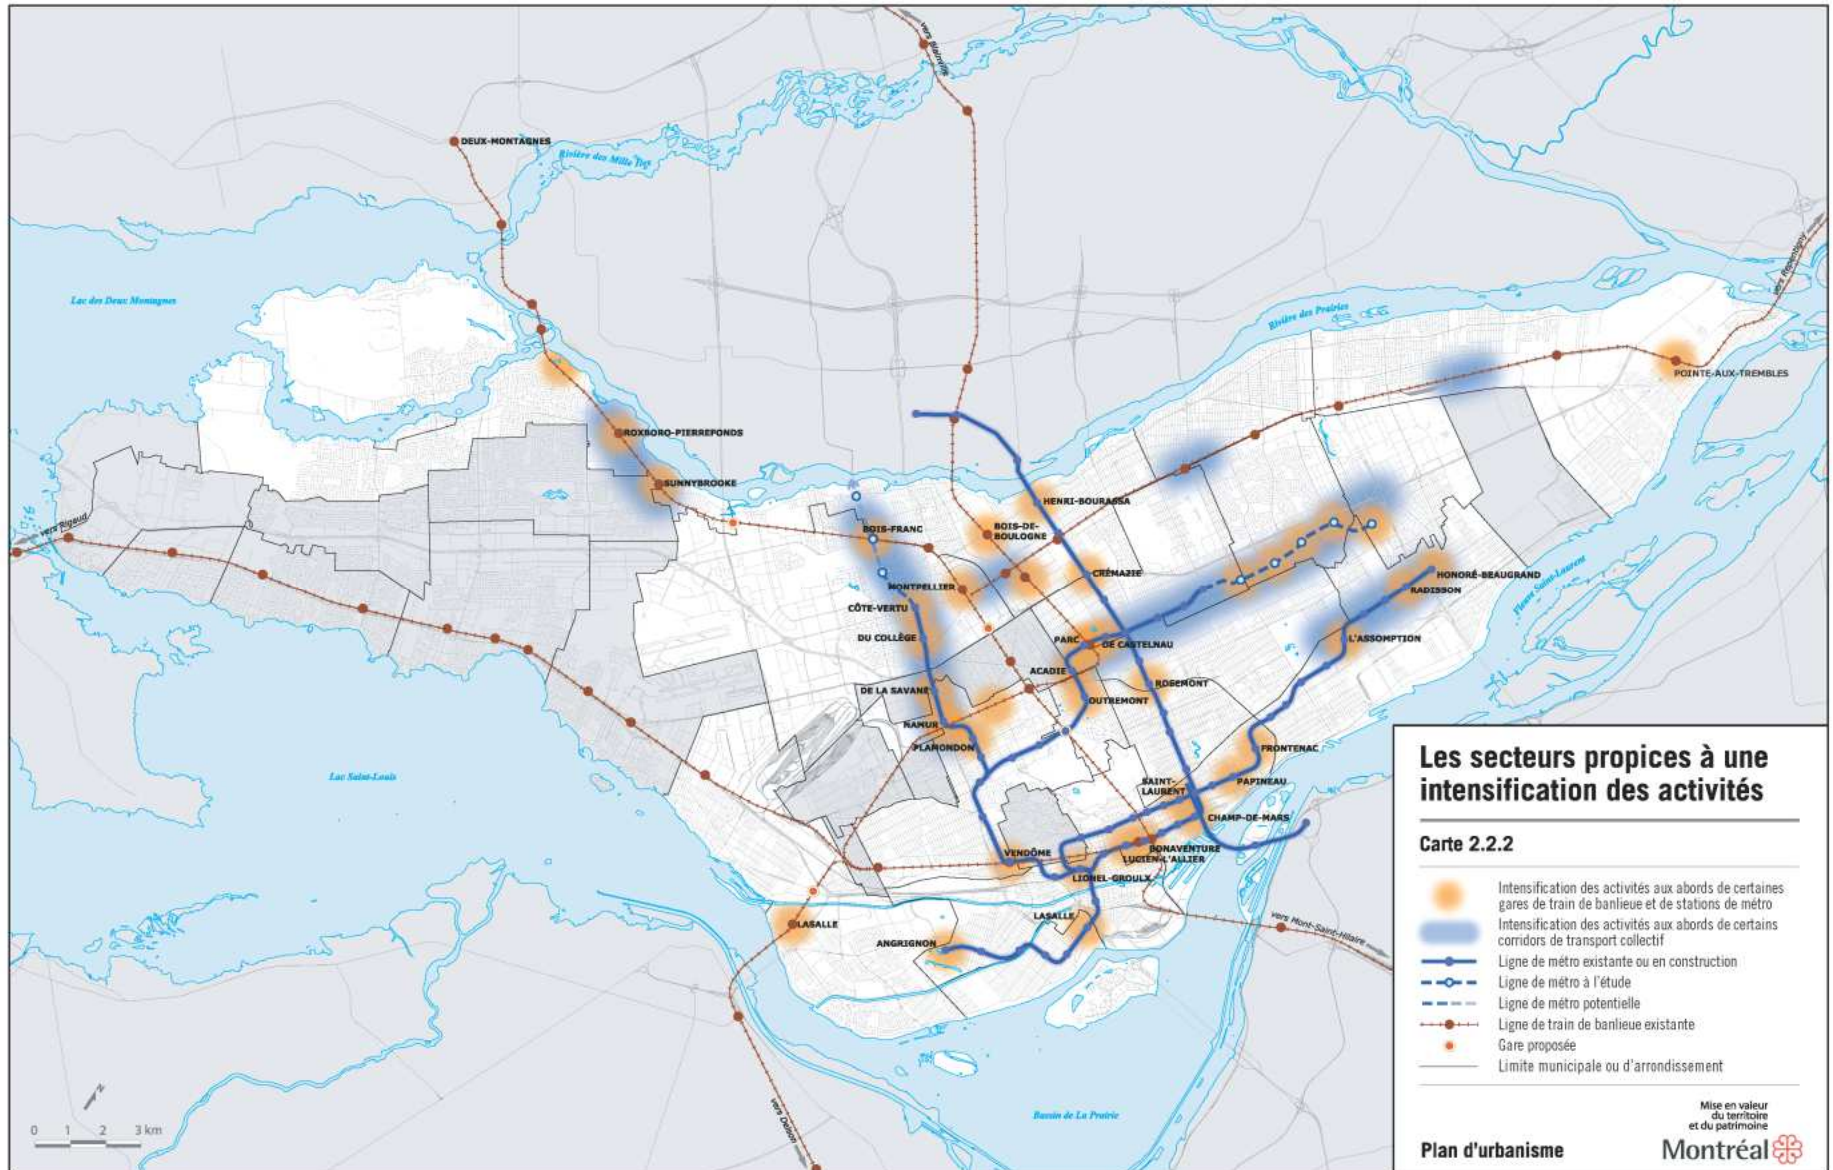 vers Blainville
DEUX-MONTAGNES
Rivière des Mille Îles
vers Repentigny
Lac des Deux Montagnes
Rivière des Prairies
POINTE-AUX-TREMBLES
ROXBORO-PIERREFONDS
SUNNYBROOKE
HENRI-BOURASSA
vers Rigaud
BOIS-FRANC
BOIS-DE-
BOULOGNE
CRÉMAZIE
HONORÉ-BEAUGRAND
MONTPELLIER
RADISSON
Fleuve Saint-Laurent
CÔTE-VERTU
DU COLLÈGE
PARC
DE CASTELNAU
L'ASSOMPTION
ACADIE
DE LA SAVANE
ROSEMONT
OUTREMONT
NAMUR
PLAMONDON
FRONTENAC
Lac Saint-Louis
SAINT-
LAURENT
PAPINEAU
CHAMP-DE-MARS
VENDÔME
BONAVENTURE
LUCIEN-L'ALLIER
LIONEL-GROULX
LASALLE
LASALLE
ANGRIGNON
vers Mont-Saint-Hilaire
vers Delson
Bassin de La Prairie
N
0 1 2 3 km
Les secteurs propices à une
intensification des activités
Carte 2.2.2
Intensification des activités aux abords de certaines
gares de train de banlieue et de stations de métro
Intensification des activités aux abords de certains
corridors de transport collectif
Ligne de métro existante ou en construction
Ligne de métro à l'étude
Ligne de métro potentielle
Ligne de train de banlieue existante
Gare proposée
Limite municipale ou d'arrondissement
Mise en valeur
du territoire
et du patrimoine
Plan d'urbanisme
Montréal